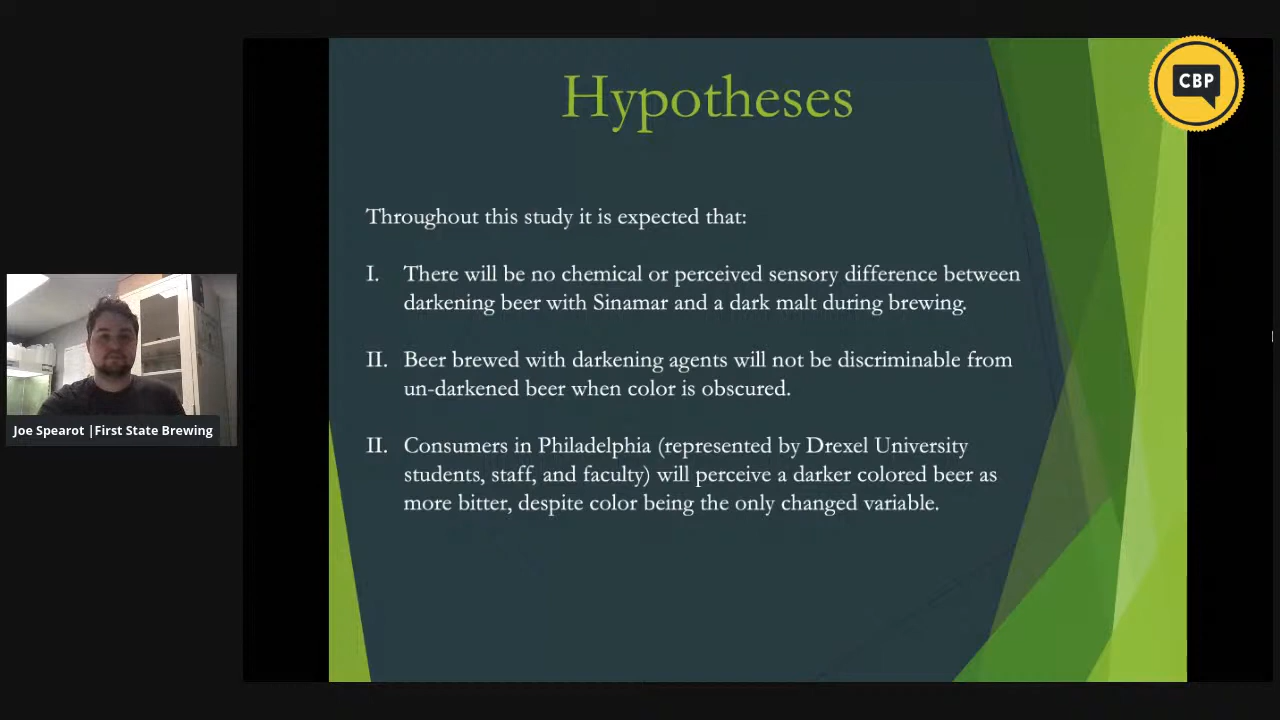 Hypotheses
CBP
Throughout this study it is expected that:
I. There will be no chemical or perceived sensory difference between
darkening beer with Sinamar and a dark malt during brewing.
II. Beer brewed with darkening agents will not be discriminable from
un-darkened beer when color is obscured.
II. Consumers in Philadelphia (represented by Drexel University
students, staff, and faculty) will perceive a darker colored beer as
more bitter, despite color being the only changed variable.
Joe Spearot |First State Brewing